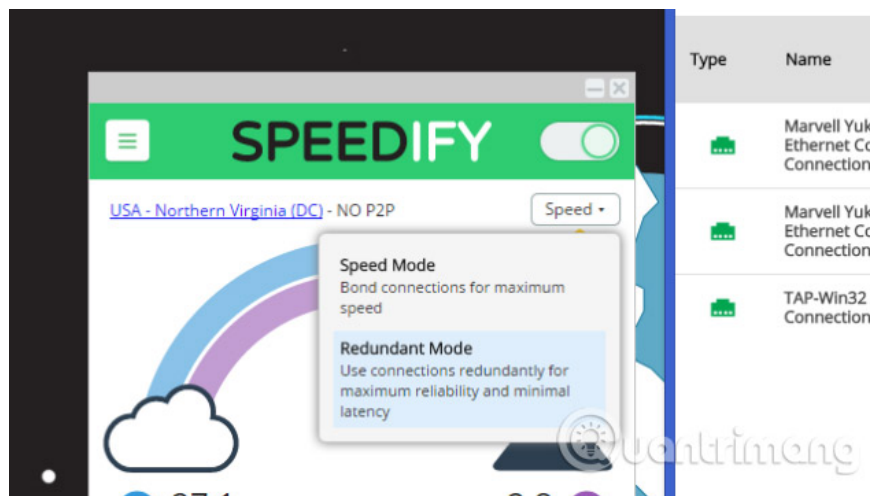 SPEEDIFY
USA - Northern Virginia (DC) - NO P2P
Speed
Speed Mode
Bond connections for maximum
speed
Redundant Mode
Use connections redundantly for
maximum reliability and minimal
latency
Type Name
Marvell Yuk
Ethernet Co
Connection
Marvell Yuk
Ethernet Co
Connection
TAP-Win32
Connection
Quantrimang